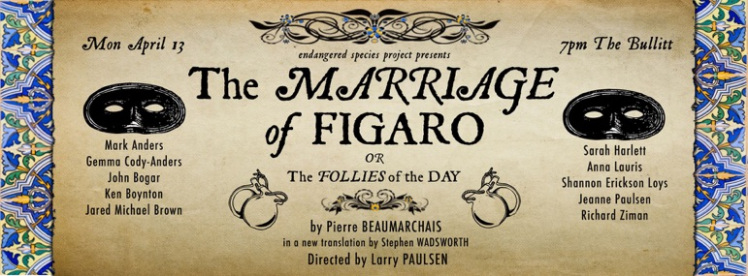 Mon April 13
7pm The Bullitt
endangered species project presents
The MARRIAGE
of FIGARO
OR
The FOLLIES of the DAY
Mark Anders
Gemma Cody-Anders
John Bogar
Ken Boynton
Jared Michael Brown
Sarah Harlett
Anna Lauris
Shannon Erickson Loys
Jeanne Paulsen
Richard Ziman
by Pierre BEAUMARCHAIS
in a new translation by Stephen WADSWORTH
Directed by Larry PAULSEN